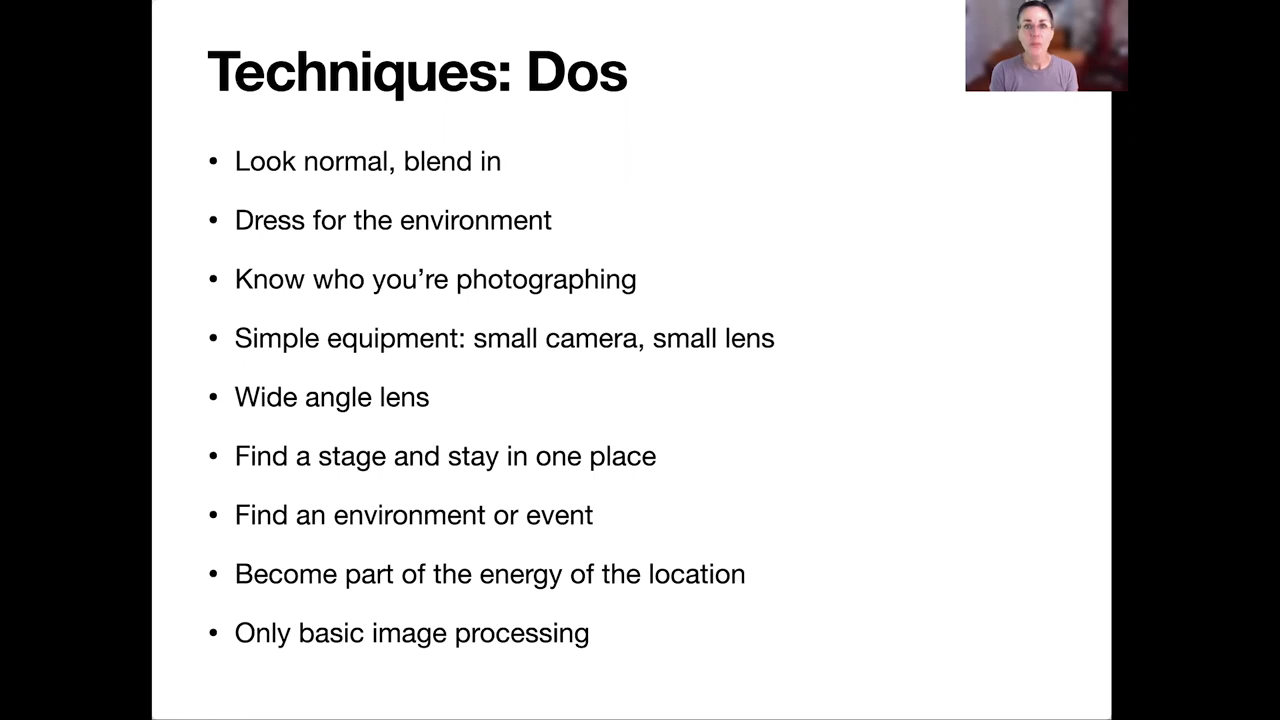 Techniques: Dos
• Look normal, blend in
• Dress for the environment
• Know who you’re photographing
• Simple equipment: small camera, small lens
• Wide angle lens
• Find a stage and stay in one place
• Find an environment or event
• Become part of the energy of the location
• Only basic image processing